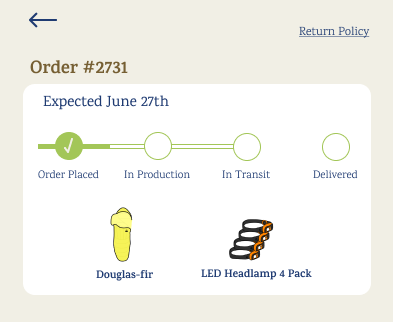 Return Policy
Order #2731
Expected June 27th
Order Placed
In Production
In Transit
Delivered
Douglas-fir
LED Headlamp 4 Pack